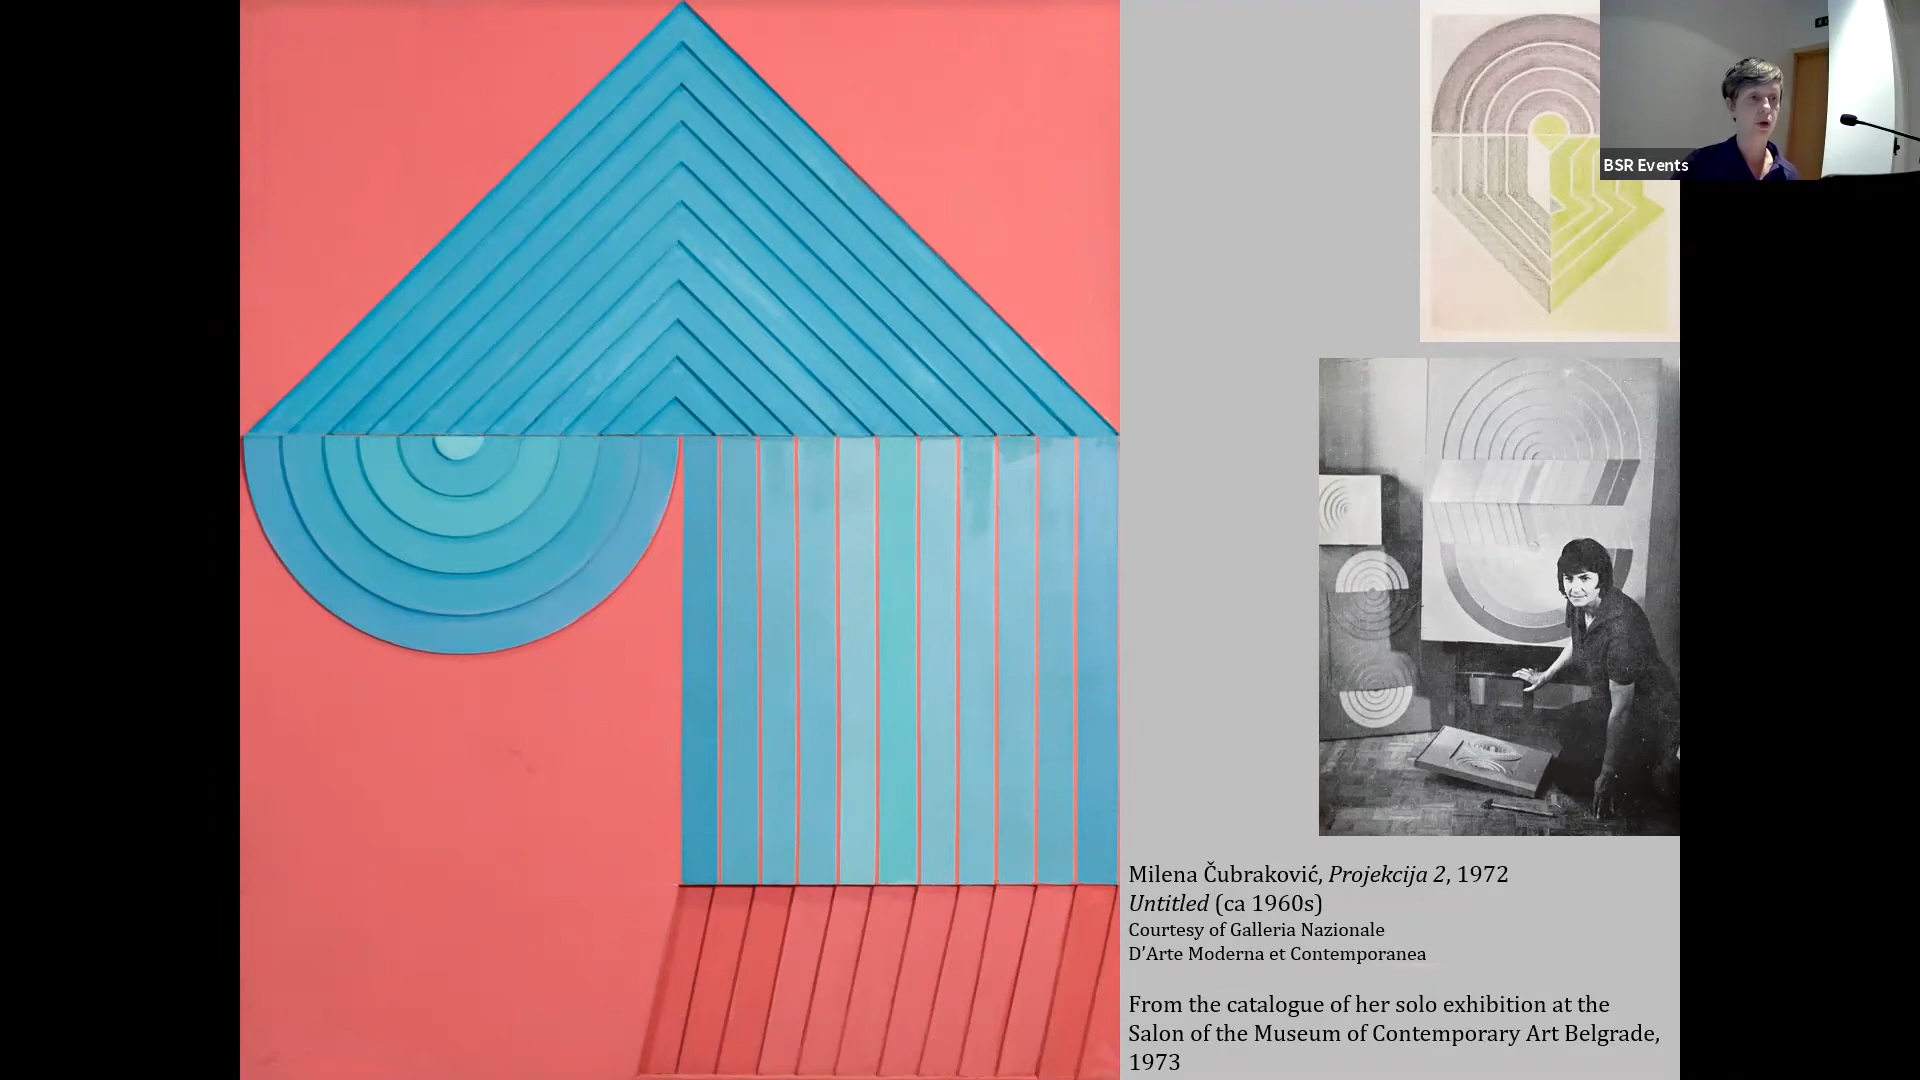 BSR Events
Milena Čubraković, Projekcija 2, 1972
Untitled (ca 1960s)
Courtesy of Galleria Nazionale
D’Arte Moderna et Contemporanea
From the catalogue of her solo exhibition at the
Salon of the Museum of Contemporary Art Belgrade,
1973